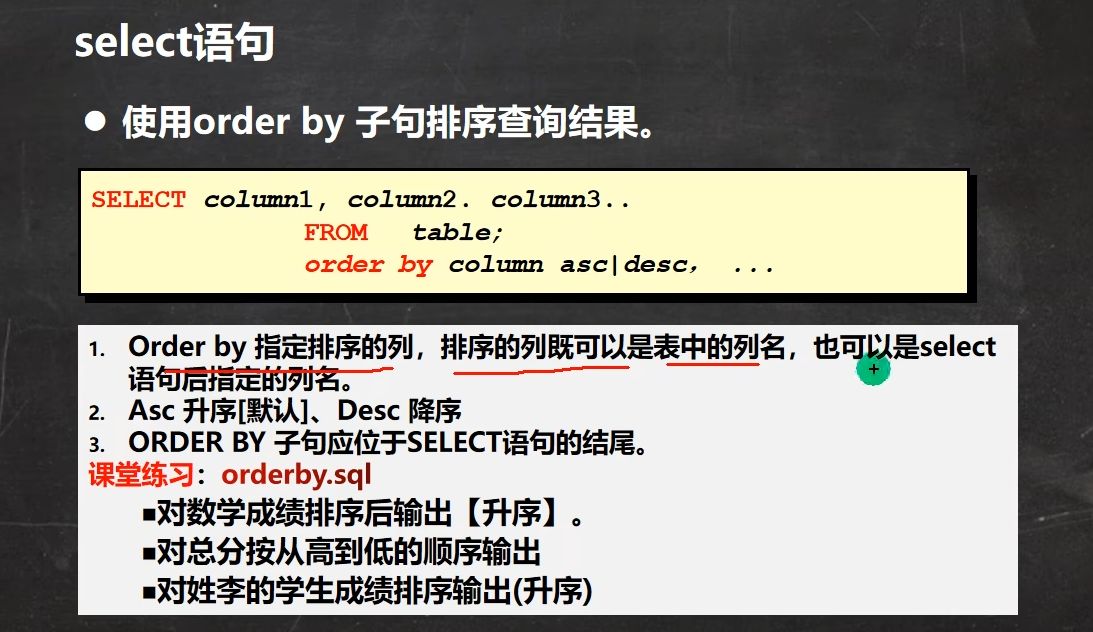 select语句
● 使用order by 子句排序查询结果。
SELECT column1, column2. column3..
FROM table;
order by column asc|desc, ...
1. Order by 指定排序的列，排序的列既可以是表中的列名，也可以是select
语句后指定的列名。
2. Asc 升序[默认]、Desc 降序
3. ORDER BY 子句应位于SELECT语句的结尾。
课堂练习：orderby.sql
■对数学成绩排序后输出【升序】。
■对总分按从高到低的顺序输出
■对姓李的学生成绩排序输出(升序)